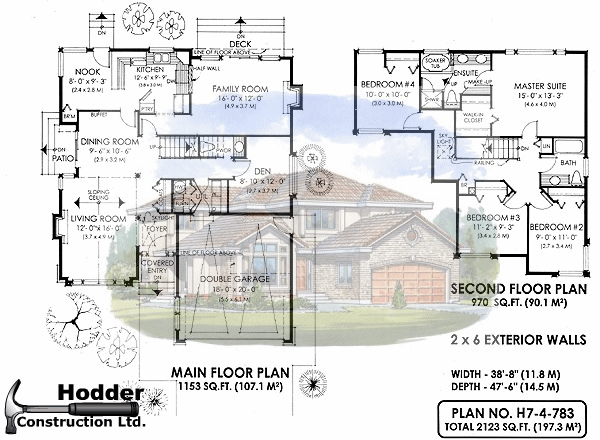 DECK
LINE OF FLOOR ABOVE
DN
NOOK
8'-0" x 9'-3"
(2.4 x 2.8 M)
KITCHEN
12'-6" x 9'-9"
(3.8 x 3.0 M)
HALF WALL
FAMILY ROOM
16'-0" x 12'-0"
(4.9 x 3.7 M)
B/R M
BUFFET
PTRY
DN
PATIO
DINING ROOM
9'-6" x 10'-6"
(2.9 x 3.2 M)
UP
PWDR
DEN
8'-10" x 12'-0"
(2.7 x 3.7 M)
SLOPING
CEILING
LIVING ROOM
12'-0" x 16'-0"
(3.7 x 4.9 M)
SKYLIGHT
FOYER
LINE OF FLOOR ABOVE
COVERED
ENTRY
DN
DOUBLE GARAGE
18'-0" x 20'-0"
(5.5 x 6.1 M)
MAIN FLOOR PLAN
1153 SQ.FT. (107.1 M²)
BEDROOM #4
10'-0" x 10'-0"
(3.0 x 3.0 M)
SOAKER
TUB
ENSUITE
MAKE-UP
SHWR
UP
WALK-IN
CLOSET
MASTER SUITE
15'-0" x 13'-3"
(4.6 x 4.0 M)
SKY
LIGHT
RAILING
DN
LIN
BATH
BEDROOM #3
11'-2" x 9'-3"
(3.4 x 2.8 M)
BEDROOM #2
9'-0" x 11'-0"
(2.7 x 3.4 M)
SECOND FLOOR PLAN
970 SQ.FT. (90.1 M²)
2 x 6 EXTERIOR WALLS
WIDTH - 38'-8" (11.8 M)
DEPTH - 47'-6" (14.5 M)
PLAN NO. H7-4-783
TOTAL 2123 SQ.FT. (197.3 M²)
Hodder
Construction Ltd.